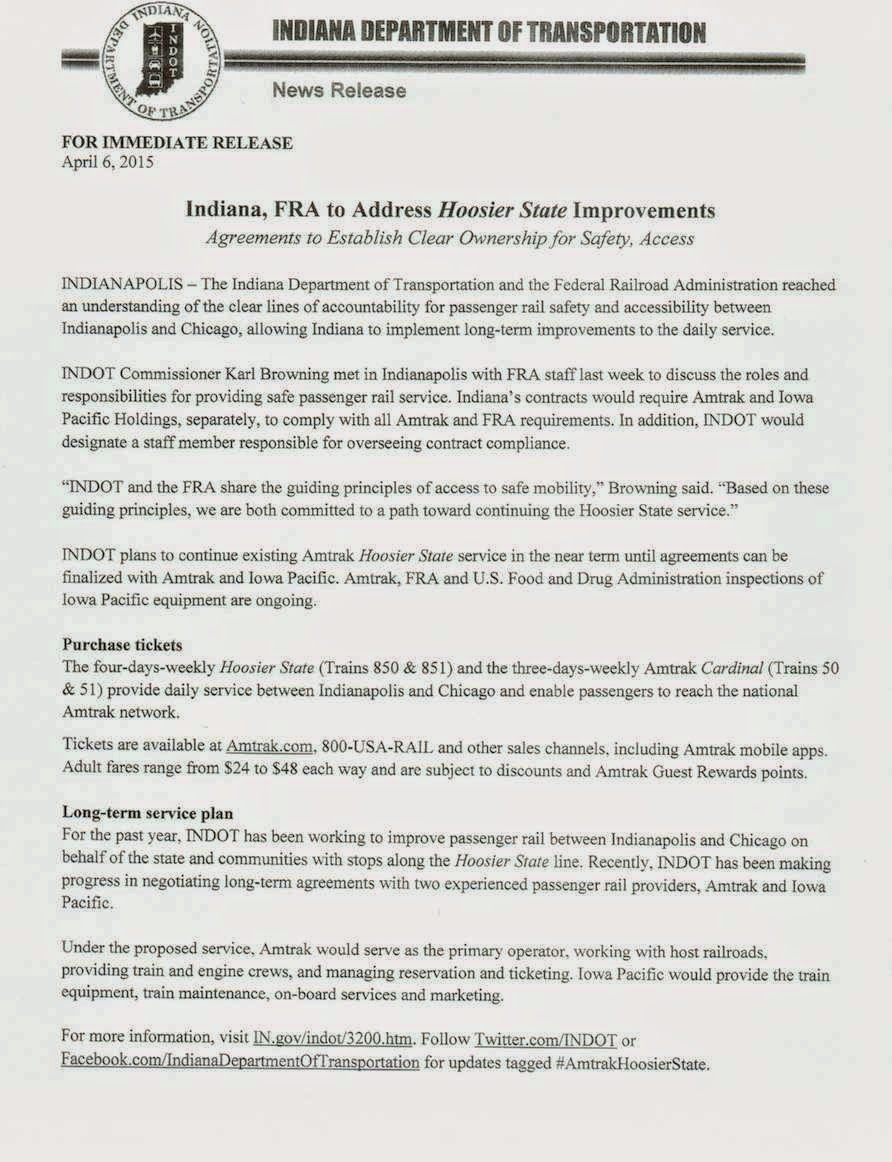 INDIANA DEPARTMENT OF TRANSPORTATION
INDIANA
DEPARTMENT OF TRANSPORTATION
INDOT
News Release
FOR IMMEDIATE RELEASE
April 6, 2015
Indiana, FRA to Address Hoosier State Improvements
Agreements to Establish Clear Ownership for Safety, Access
INDIANAPOLIS – The Indiana Department of Transportation and the Federal Railroad Administration reached
an understanding of the clear lines of accountability for passenger rail safety and accessibility between
Indianapolis and Chicago, allowing Indiana to implement long-term improvements to the daily service.
INDOT Commissioner Karl Browning met in Indianapolis with FRA staff last week to discuss the roles and
responsibilities for providing safe passenger rail service. Indiana's contracts would require Amtrak and Iowa
Pacific Holdings, separately, to comply with all Amtrak and FRA requirements. In addition, INDOT would
designate a staff member responsible for overseeing contract compliance.
“INDOT and the FRA share the guiding principles of access to safe mobility,” Browning said. “Based on these
guiding principles, we are both committed to a path toward continuing the Hoosier State service.”
INDOT plans to continue existing Amtrak Hoosier State service in the near term until agreements can be
finalized with Amtrak and Iowa Pacific. Amtrak, FRA and U.S. Food and Drug Administration inspections of
Iowa Pacific equipment are ongoing.
Purchase tickets
The four-days-weekly Hoosier State (Trains 850 & 851) and the three-days-weekly Amtrak Cardinal (Trains 50
& 51) provide daily service between Indianapolis and Chicago and enable passengers to reach the national
Amtrak network.
Tickets are available at Amtrak.com, 800-USA-RAIL and other sales channels, including Amtrak mobile apps.
Adult fares range from $24 to $48 each way and are subject to discounts and Amtrak Guest Rewards points.
Long-term service plan
For the past year, INDOT has been working to improve passenger rail between Indianapolis and Chicago on
behalf of the state and communities with stops along the Hoosier State line. Recently, INDOT has been making
progress in negotiating long-term agreements with two experienced passenger rail providers, Amtrak and Iowa
Pacific.
Under the proposed service, Amtrak would serve as the primary operator, working with host railroads,
providing train and engine crews, and managing reservation and ticketing. Iowa Pacific would provide the train
equipment, train maintenance, on-board services and marketing.
For more information, visit IN.gov/indot/3200.htm. Follow Twitter.com/INDOT or
Facebook.com/IndianaDepartmentOfTransportation for updates tagged #AmtrakHoosierState.